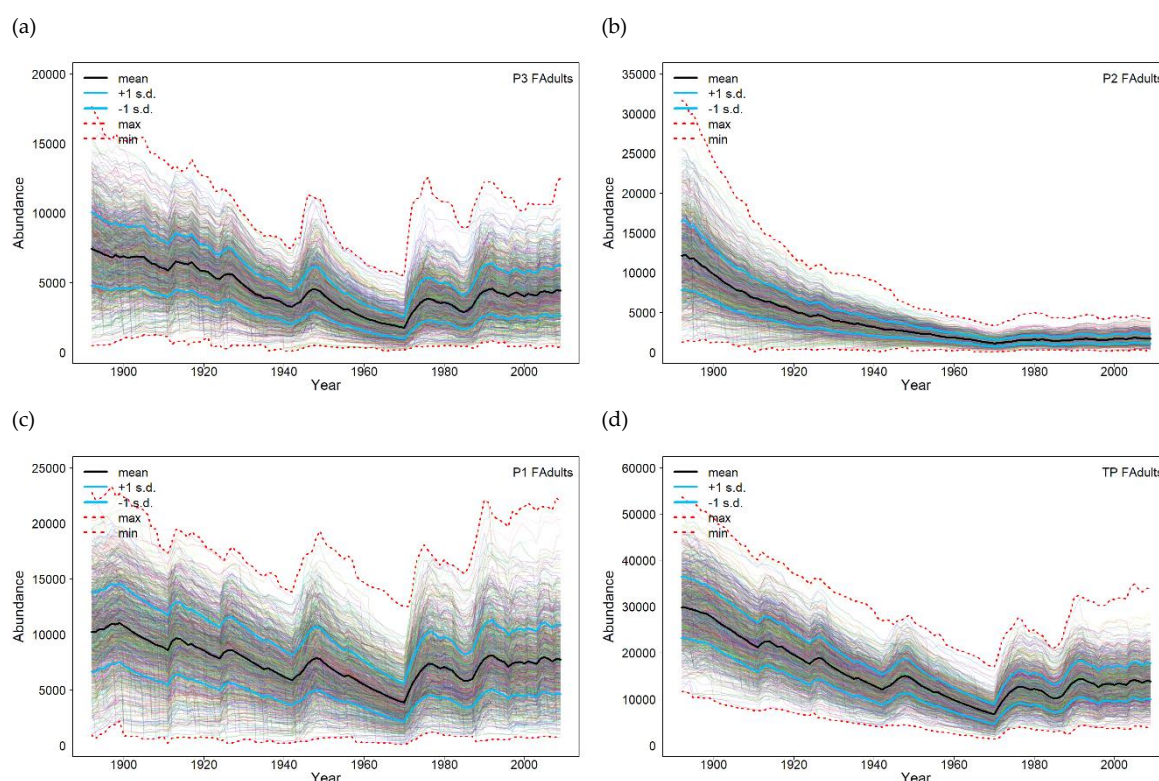 (a)
P3 FAdults
mean
+1 s.d.
-1 s.d.
max
min
20000
15000
10000
5000
0
Abundance
1900 1920 1940 1960 1980 2000
Year
(b)
P2 FAdults
mean
+1 s.d.
-1 s.d.
max
min
35000
30000
25000
20000
15000
10000
5000
0
Abundance
1900 1920 1940 1960 1980 2000
Year
(c)
P1 FAdults
mean
+1 s.d.
-1 s.d.
max
min
25000
20000
15000
10000
5000
0
Abundance
1900 1920 1940 1960 1980 2000
Year
(d)
TP FAdults
mean
+1 s.d.
-1 s.d.
max
min
60000
50000
40000
30000
20000
10000
0
Abundance
1900 1920 1940 1960 1980 2000
Year